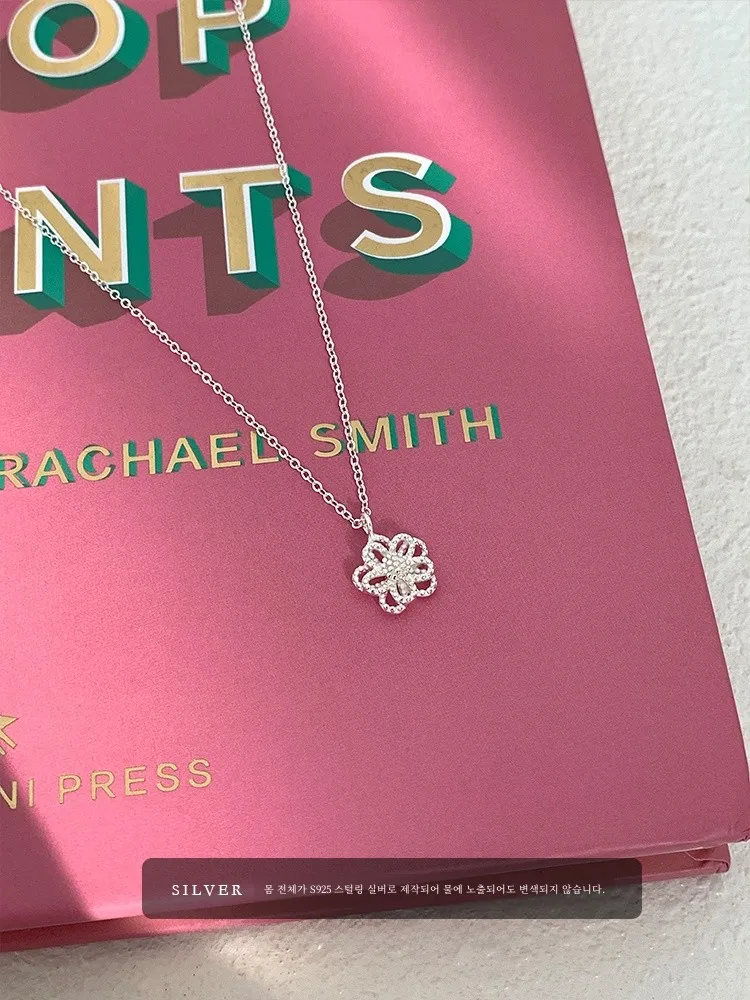 OP
NTS
RACHAEL SMITH
NI PRESS
SILVER 몸 전체가 S925 스털링 실버로 제작되어 물에 노출되어도 변색되지 않습니다.